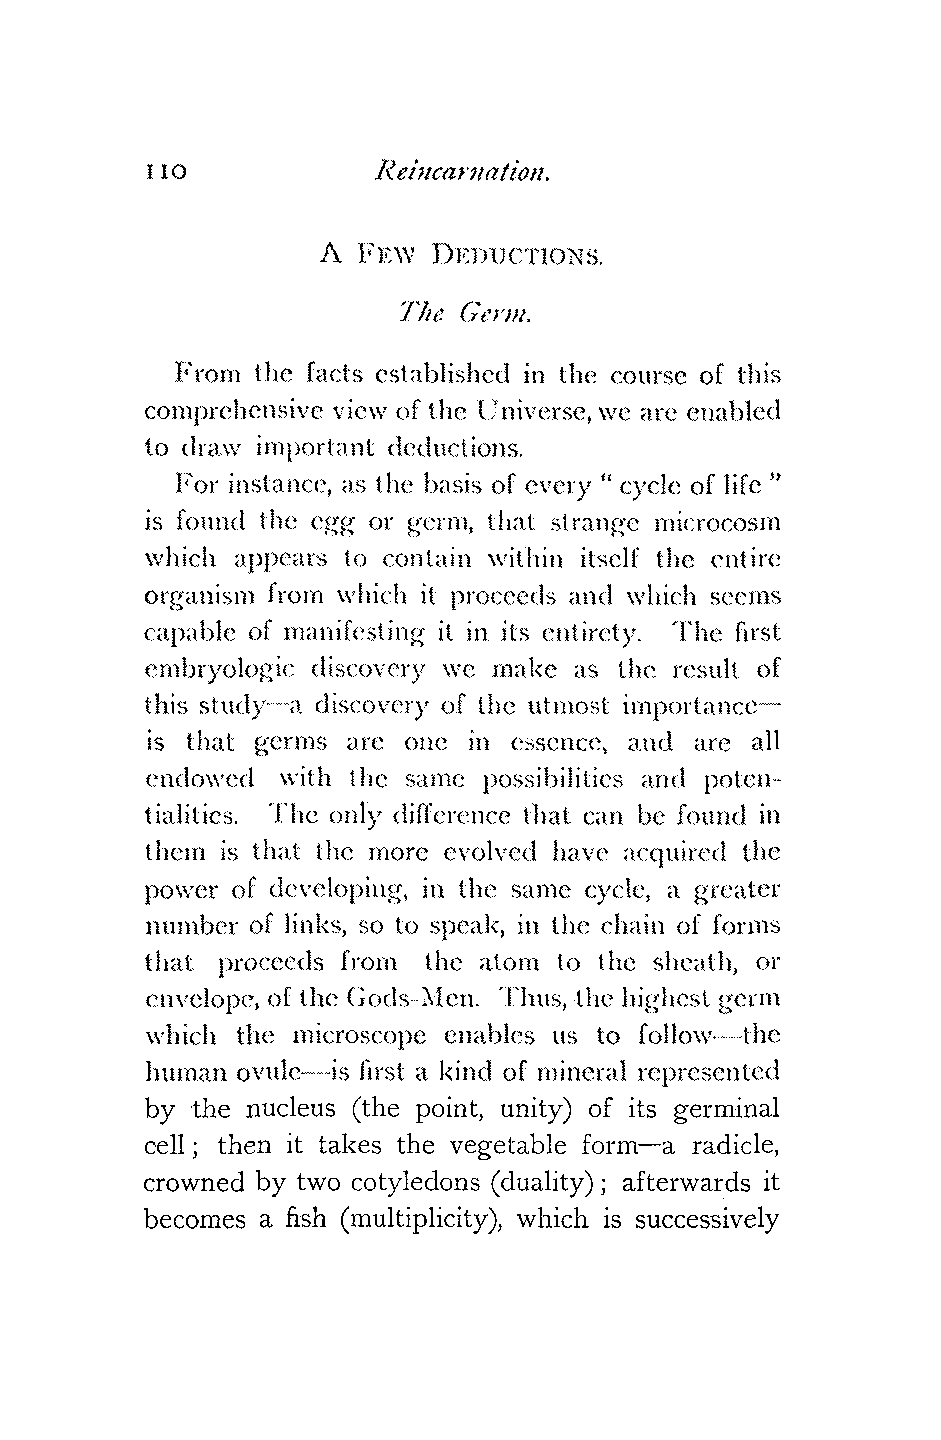 110 Reincarnation.
A FEW DEDUCTIONS.
The Germ.
From the facts established in the course of this
comprehensive view of the Universe, we are enabled
to draw important deductions.
For instance, as the basis of every " cycle of life "
is found the egg or germ, that strange microcosm
which appears to contain within itself the entire
organism from which it proceeds and which seems
capable of manifesting it in its entirety. The first
embryologic discovery we make as the result of
this study—a discovery of the utmost importance—
is that germs are one in essence, and are all
endowed with the same possibilities and poten-
tialities. The only difference that can be found in
them is that the more evolved have acquired the
power of developing, in the same cycle, a greater
number of links, so to speak, in the chain of forms
that proceeds from the atom to the sheath, or
envelope, of the Gods-Men. Thus, the highest germ
which the microscope enables us to follow—the
human ovule—is first a kind of mineral represented
by the nucleus (the point, unity) of its germinal
cell ; then it takes the vegetable form—a radicle,
crowned by two cotyledons (duality) ; afterwards it
becomes a fish (multiplicity), which is successively